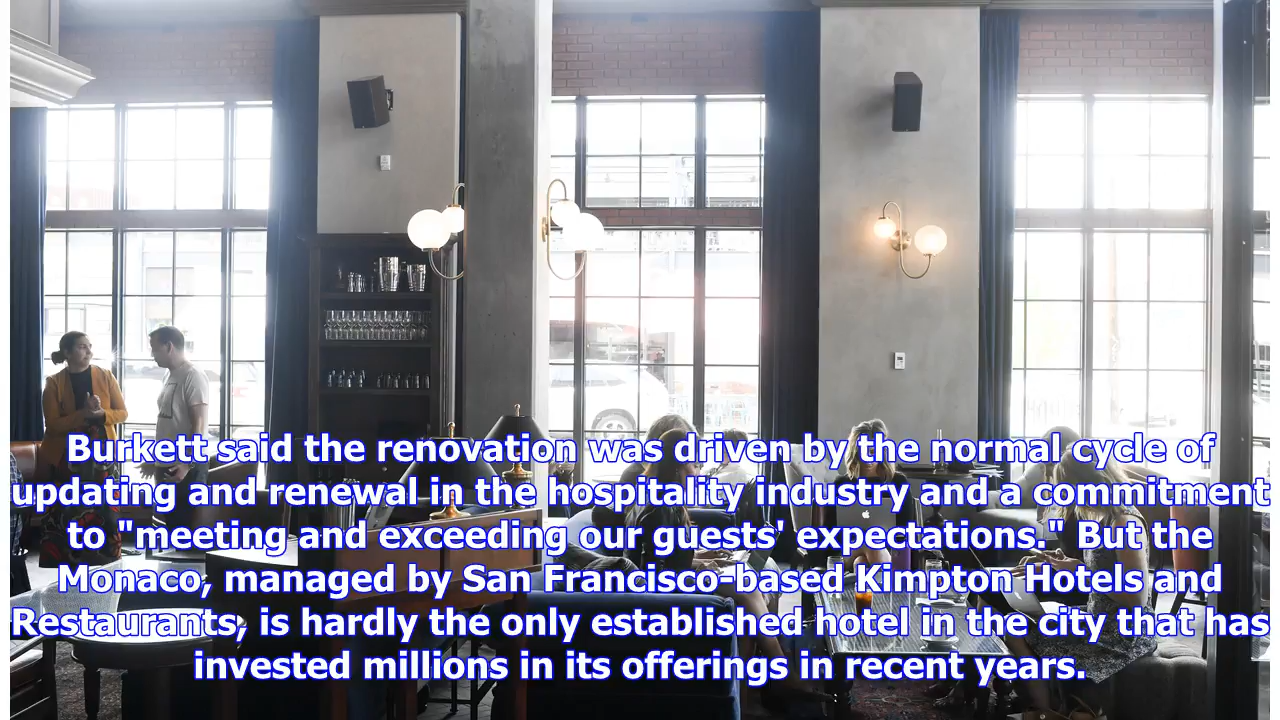 Burkett said the renovation was driven by the normal cycle of
updating and renewal in the hospitality industry and a commitment
to "meeting and exceeding our guests' expectations." But the
Monaco, managed by San Francisco-based Kimpton Hotels and
Restaurants, is hardly the only established hotel in the city that has
invested millions in its offerings in recent years.